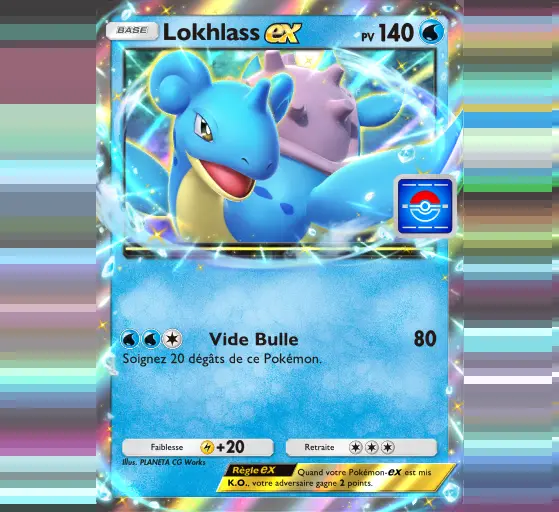 BASE Lokhlass ex PV 140
Vide Bulle 80
Soignez 20 dégâts de ce Pokémon.
Faiblesse +20 Retraite
Illus. PLANETA CG Works
Règle ex Quand votre Pokémon-ex est mis
K.O., votre adversaire gagne 2 points.